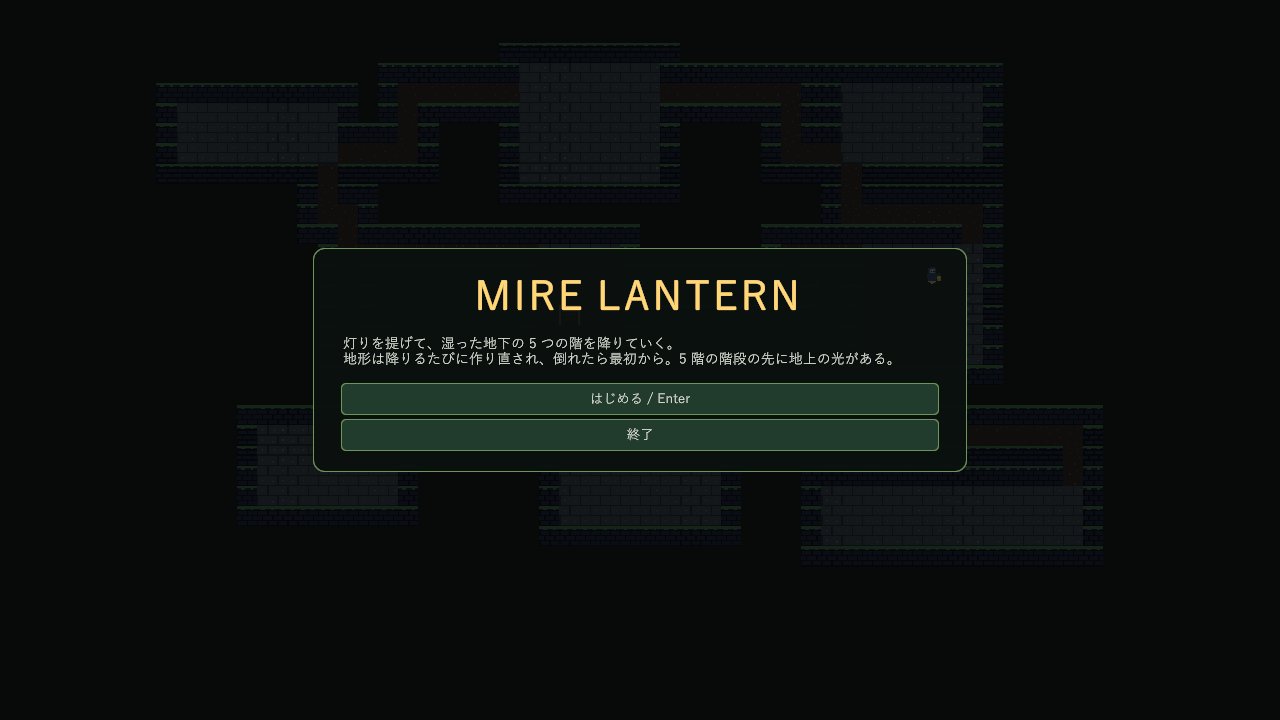 MIRE LANTERN
灯りを提げて、湿った地下の 5 つの階を降りていく。
地形は降りるたびに作り直され、倒れたら最初から。5 階の階段の先に地上の光がある。
はじめる / Enter
終了